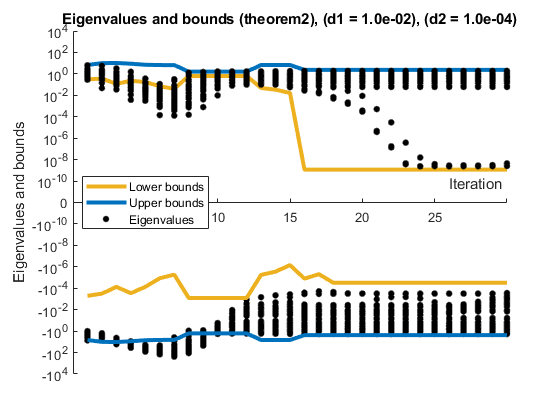 Eigenvalues and bounds (theorem2), (d1 = 1.0e-02), (d2 = 1.0e-04)
10^4
10^2
10^0
10^-2
10^-4
10^-6
10^-8
10^-10
0
-10^-10
-10^-8
-10^-6
-10^-4
-10^-2
-10^0
-10^2
-10^4
Eigenvalues and bounds
Iteration
10 15 20 25
Lower bounds
Upper bounds
Eigenvalues